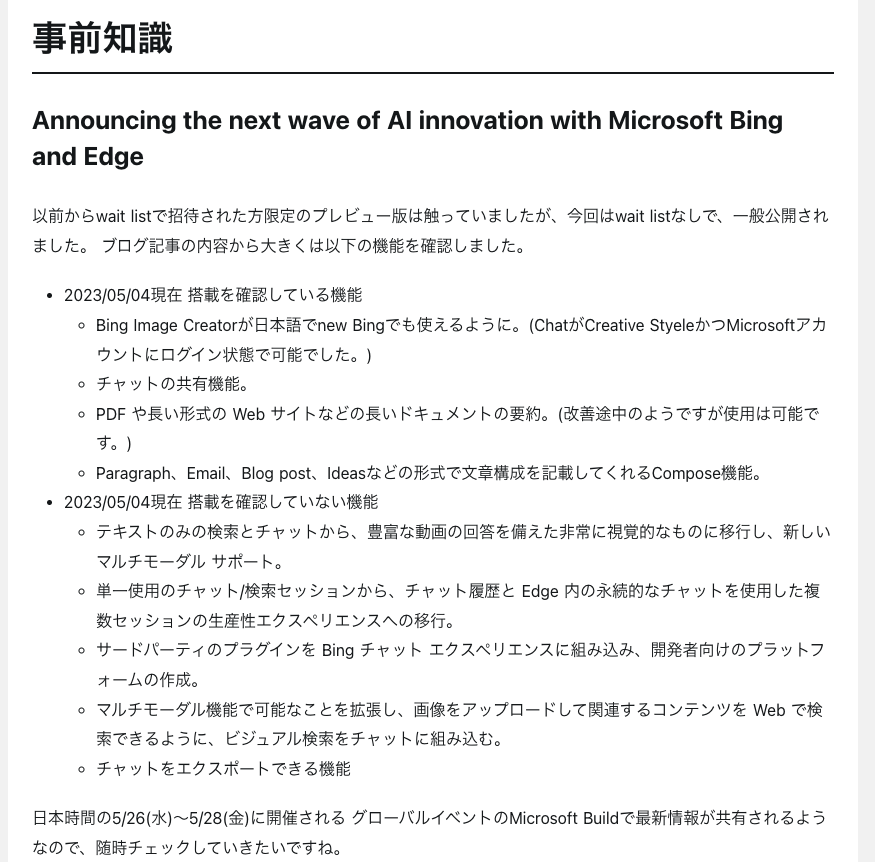 事前知識
Announcing the next wave of AI innovation with Microsoft Bing
and Edge
以前からwait listで招待された方限定のプレビュー版は触っていましたが、今回はwait listなしで、一般公開され
ました。 ブログ記事の内容から大きくは以下の機能を確認しました。
• 2023/05/04現在 搭載を確認している機能
◦ Bing Image Creatorが日本語でnew Bingでも使えるように。(ChatがCreative StyeleかつMicrosoftアカ
ウントにログイン状態で可能でした。)
◦ チャットの共有機能。
◦ PDF や長い形式の Web サイトなどの長いドキュメントの要約。(改善途中のようですが使用は可能で
す。)
◦ Paragraph、Email、Blog post、Ideasなどの形式で文章構成を記載してくれるCompose機能。
• 2023/05/04現在 搭載を確認していない機能
◦ テキストのみの検索とチャットから、豊富な動画の回答を備えた非常に視覚的なものに移行し、新しい
マルチモーダル サポート。
◦ 単一使用のチャット/検索セッションから、チャット履歴と Edge 内の永続的なチャットを使用した複
数セッションの生産性エクスペリエンスへの移行。
◦ サードパーティのプラグインを Bing チャット エクスペリエンスに組み込み、開発者向けのプラットフ
ォームの作成。
◦ マルチモーダル機能で可能なことを拡張し、画像をアップロードして関連するコンテンツを Web で検
索できるように、ビジュアル検索をチャットに組み込む。
◦ チャットをエクスポートできる機能
日本時間の5/26(水)〜5/28(金)に開催される グローバルイベントのMicrosoft Buildで最新情報が共有されるよう
なので、随時チェックしていきたいですね。